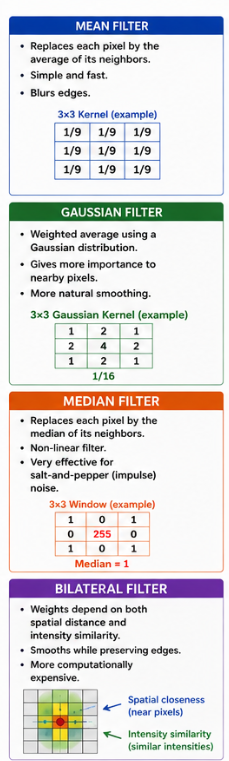 MEAN FILTER
• Replaces each pixel by the
average of its neighbors.
• Simple and fast.
• Blurs edges.
3×3 Kernel (example)
1/9 1/9 1/9
1/9 1/9 1/9
1/9 1/9 1/9
GAUSSIAN FILTER
• Weighted average using a
Gaussian distribution.
• Gives more importance to
nearby pixels.
• More natural smoothing.
3×3 Gaussian Kernel (example)
1 2 1
2 4 2
1 2 1
1/16
MEDIAN FILTER
• Replaces each pixel by the
median of its neighbors.
• Non-linear filter.
• Very effective for
salt-and-pepper (impulse)
noise.
3×3 Window (example)
1 0 1
0 255 0
1 0 1
Median = 1
BILATERAL FILTER
• Weights depend on both
spatial distance and
intensity similarity.
• Smooths while preserving edges.
• More computationally
expensive.
Spatial closeness
(near pixels)
Intensity similarity
(similar intensities)